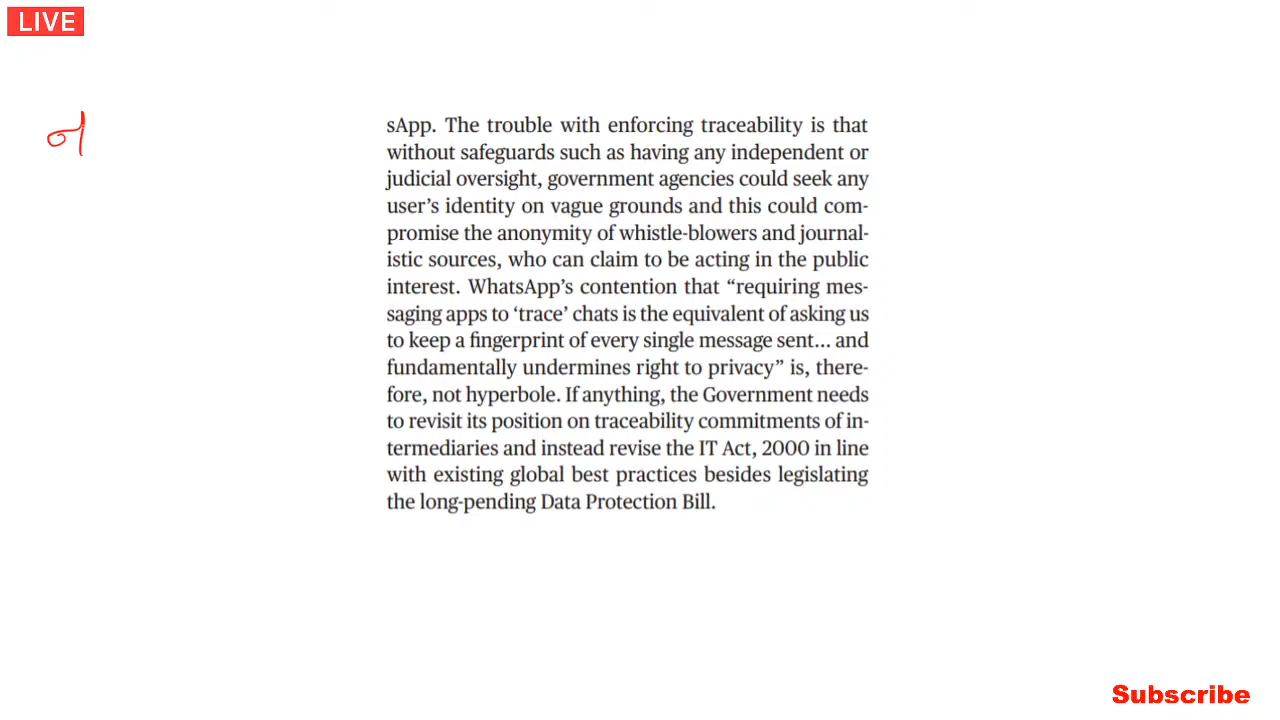 LIVE
sApp. The trouble with enforcing traceability is that
without safeguards such as having any independent or
judicial oversight, government agencies could seek any
user’s identity on vague grounds and this could com-
promise the anonymity of whistle-blowers and journal-
istic sources, who can claim to be acting in the public
interest. WhatsApp’s contention that “requiring mes-
saging apps to ‘trace’ chats is the equivalent of asking us
to keep a fingerprint of every single message sent... and
fundamentally undermines right to privacy” is, there-
fore, not hyperbole. If anything, the Government needs
to revisit its position on traceability commitments of in-
termediaries and instead revise the IT Act, 2000 in line
with existing global best practices besides legislating
the long-pending Data Protection Bill.
Subscribe